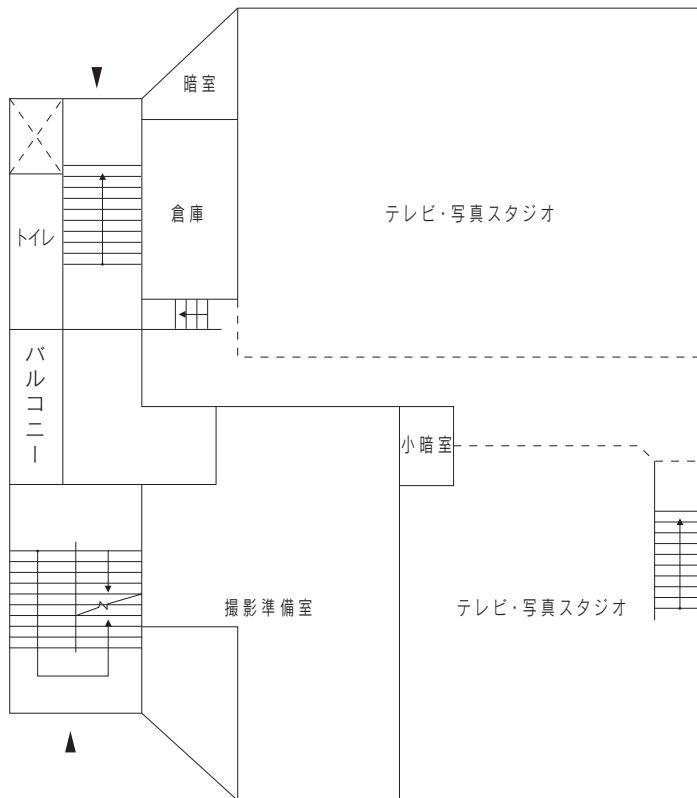 暗室
倉庫
テレビ・写真スタジオ
トイレ
バルコニー
小暗室
撮影準備室
テレビ・写真スタジオ